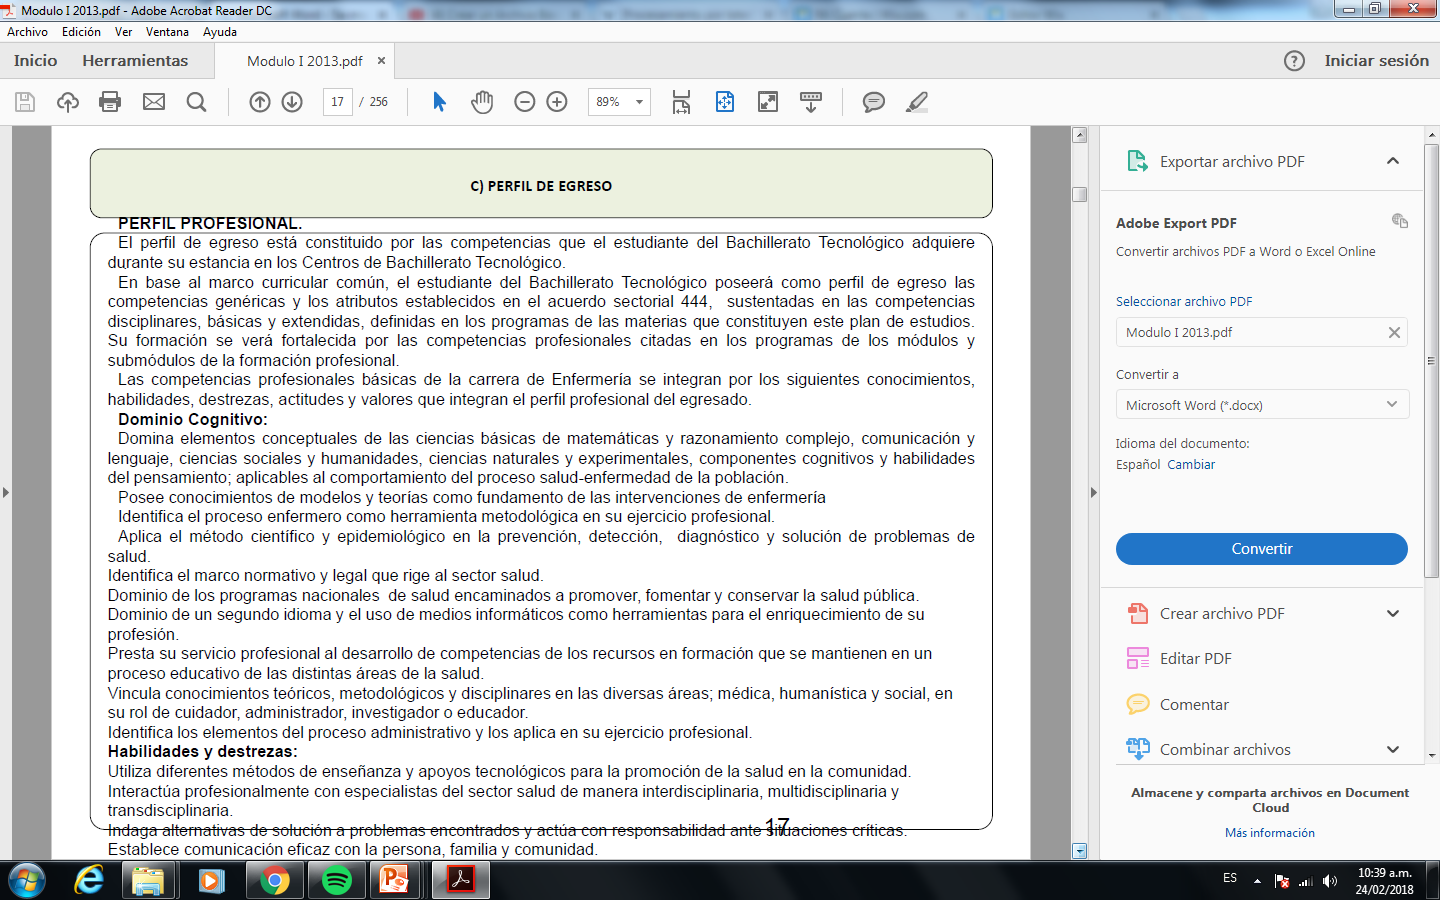 Modulo I 2013.pdf - Adobe Acrobat Reader DC
Archivo Edición Ver Ventana Ayuda
Inicio Herramientas Modulo I 2013.pdf × Iniciar sesión
17 / 256 89%
C) PERFIL DE EGRESO
PERFIL PROFESIONAL.
El perfil de egreso está constituido por las competencias que el estudiante del Bachillerato Tecnológico adquiere
durante su estancia en los Centros de Bachillerato Tecnológico.
En base al marco curricular común, el estudiante del Bachillerato Tecnológico poseerá como perfil de egreso las
competencias genéricas y los atributos establecidos en el acuerdo sectorial 444, sustentadas en las competencias
disciplinares, básicas y extendidas, definidas en los programas de las materias que constituyen este plan de estudios.
Su formación se verá fortalecida por las competencias profesionales citadas en los programas de los módulos y
submódulos de la formación profesional.
Las competencias profesionales básicas de la carrera de Enfermería se integran por los siguientes conocimientos,
habilidades, destrezas, actitudes y valores que integran el perfil profesional del egresado.
Dominio Cognitivo:
Domina elementos conceptuales de las ciencias básicas de matemáticas y razonamiento complejo, comunicación y
lenguaje, ciencias sociales y humanidades, ciencias naturales y experimentales, componentes cognitivos y habilidades
del pensamiento; aplicables al comportamiento del proceso salud-enfermedad de la población.
Posee conocimientos de modelos y teorías como fundamento de las intervenciones de enfermería
Identifica el proceso enfermero como herramienta metodológica en su ejercicio profesional.
Aplica el método científico y epidemiológico en la prevención, detección, diagnóstico y solución de problemas de
salud.
Identifica el marco normativo y legal que rige al sector salud.
Dominio de los programas nacionales de salud encaminados a promover, fomentar y conservar la salud pública.
Dominio de un segundo idioma y el uso de medios informáticos como herramientas para el enriquecimiento de su
profesión.
Presta su servicio profesional al desarrollo de competencias de los recursos en formación que se mantienen en un
proceso educativo de las distintas áreas de la salud.
Vincula conocimientos teóricos, metodológicos y disciplinares en las diversas áreas; médica, humanística y social, en
su rol de cuidador, administrador, investigador o educador.
Identifica los elementos del proceso administrativo y los aplica en su ejercicio profesional.
Habilidades y destrezas:
Utiliza diferentes métodos de enseñanza y apoyos tecnológicos para la promoción de la salud en la comunidad.
Interactúa profesionalmente con especialistas del sector salud de manera interdisciplinaria, multidisciplinaria y
transdisciplinaria.
Indaga alternativas de solución a problemas encontrados y actúa con responsabilidad ante situaciones críticas.
17
Establece comunicación eficaz con la persona, familia y comunidad.
Exportar archivo PDF
Adobe Export PDF
Convertir archivos PDF a Word o Excel Online
Seleccionar archivo PDF
Modulo I 2013.pdf
Convertir a
Microsoft Word (*.docx)
Idioma del documento:
Español Cambiar
Convertir
Crear archivo PDF
Editar PDF
Comentar
Combinar archivos
Almacene y comparta archivos en Document
Cloud
Más información
ES
10:39 a.m.
24/02/2018